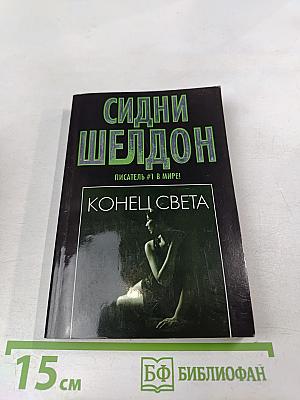 СИДНИ
ШЕЛДОН
ПИСАТЕЛЬ #1 В МИРЕ!
КОНЕЦ СВЕТА
15 см
БФ БИБЛИОФАН